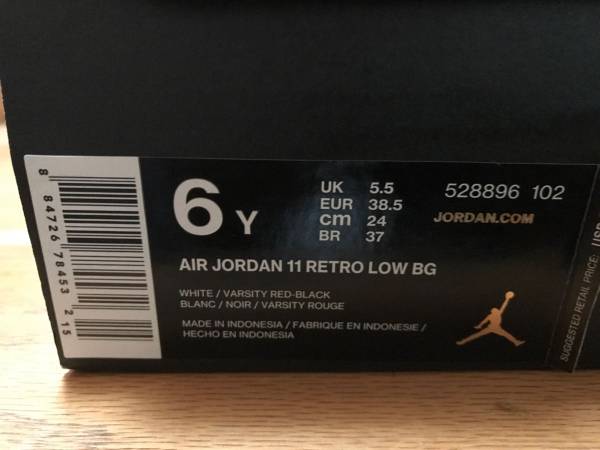 6 Y
UK 5.5
EUR 38.5
cm 24
BR 37
528896 102
JORDAN.COM
AIR JORDAN 11 RETRO LOW BG
WHITE / VARSITY RED-BLACK
BLANC / NOIR / VARSITY ROUGE
MADE IN INDONESIA / FABRIQUE EN INDONESIE /
HECHO EN INDONESIA
8 84726 78453 2 15
SUGGESTED RETAIL PRICE: USD